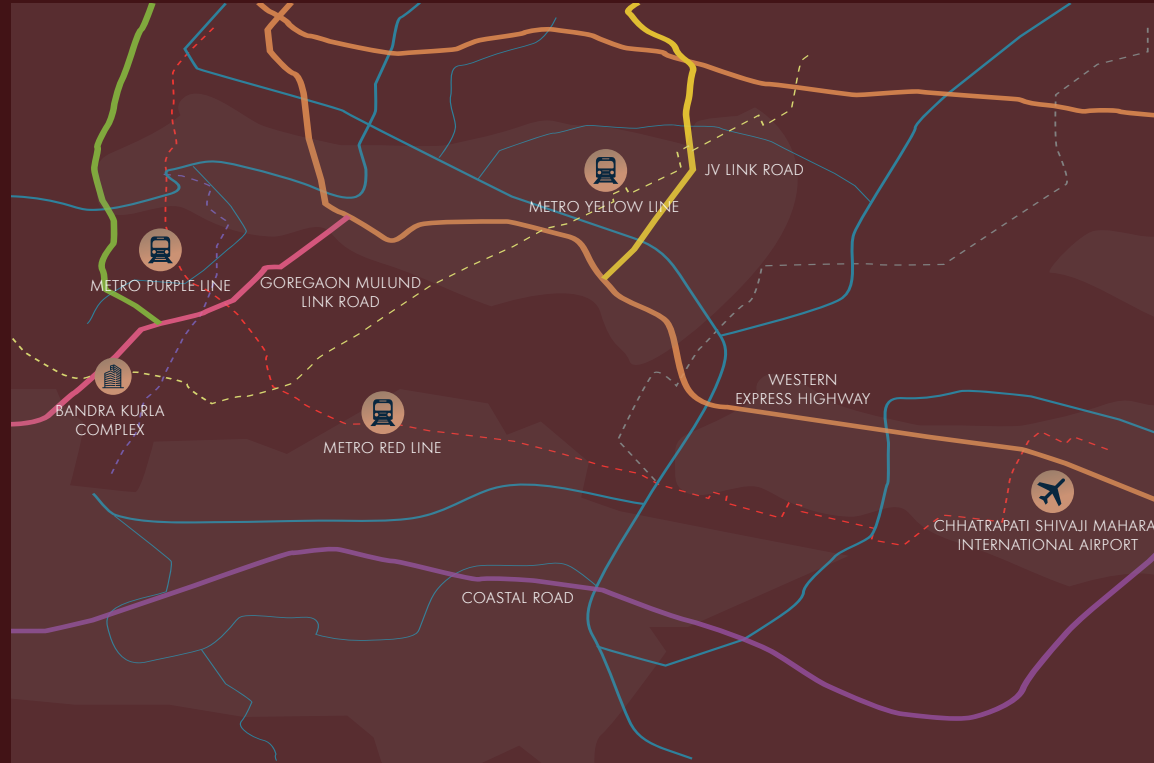 JV LINK ROAD
METRO YELLOW LINE
METRO PURPLE LINE
GOREGAON MULUND
LINK ROAD
WESTERN
EXPRESS HIGHWAY
BANDRA KURLA
COMPLEX
METRO RED LINE
CHHATRAPATI SHIVAJI MAHARA
INTERNATIONAL AIRPORT
COASTAL ROAD